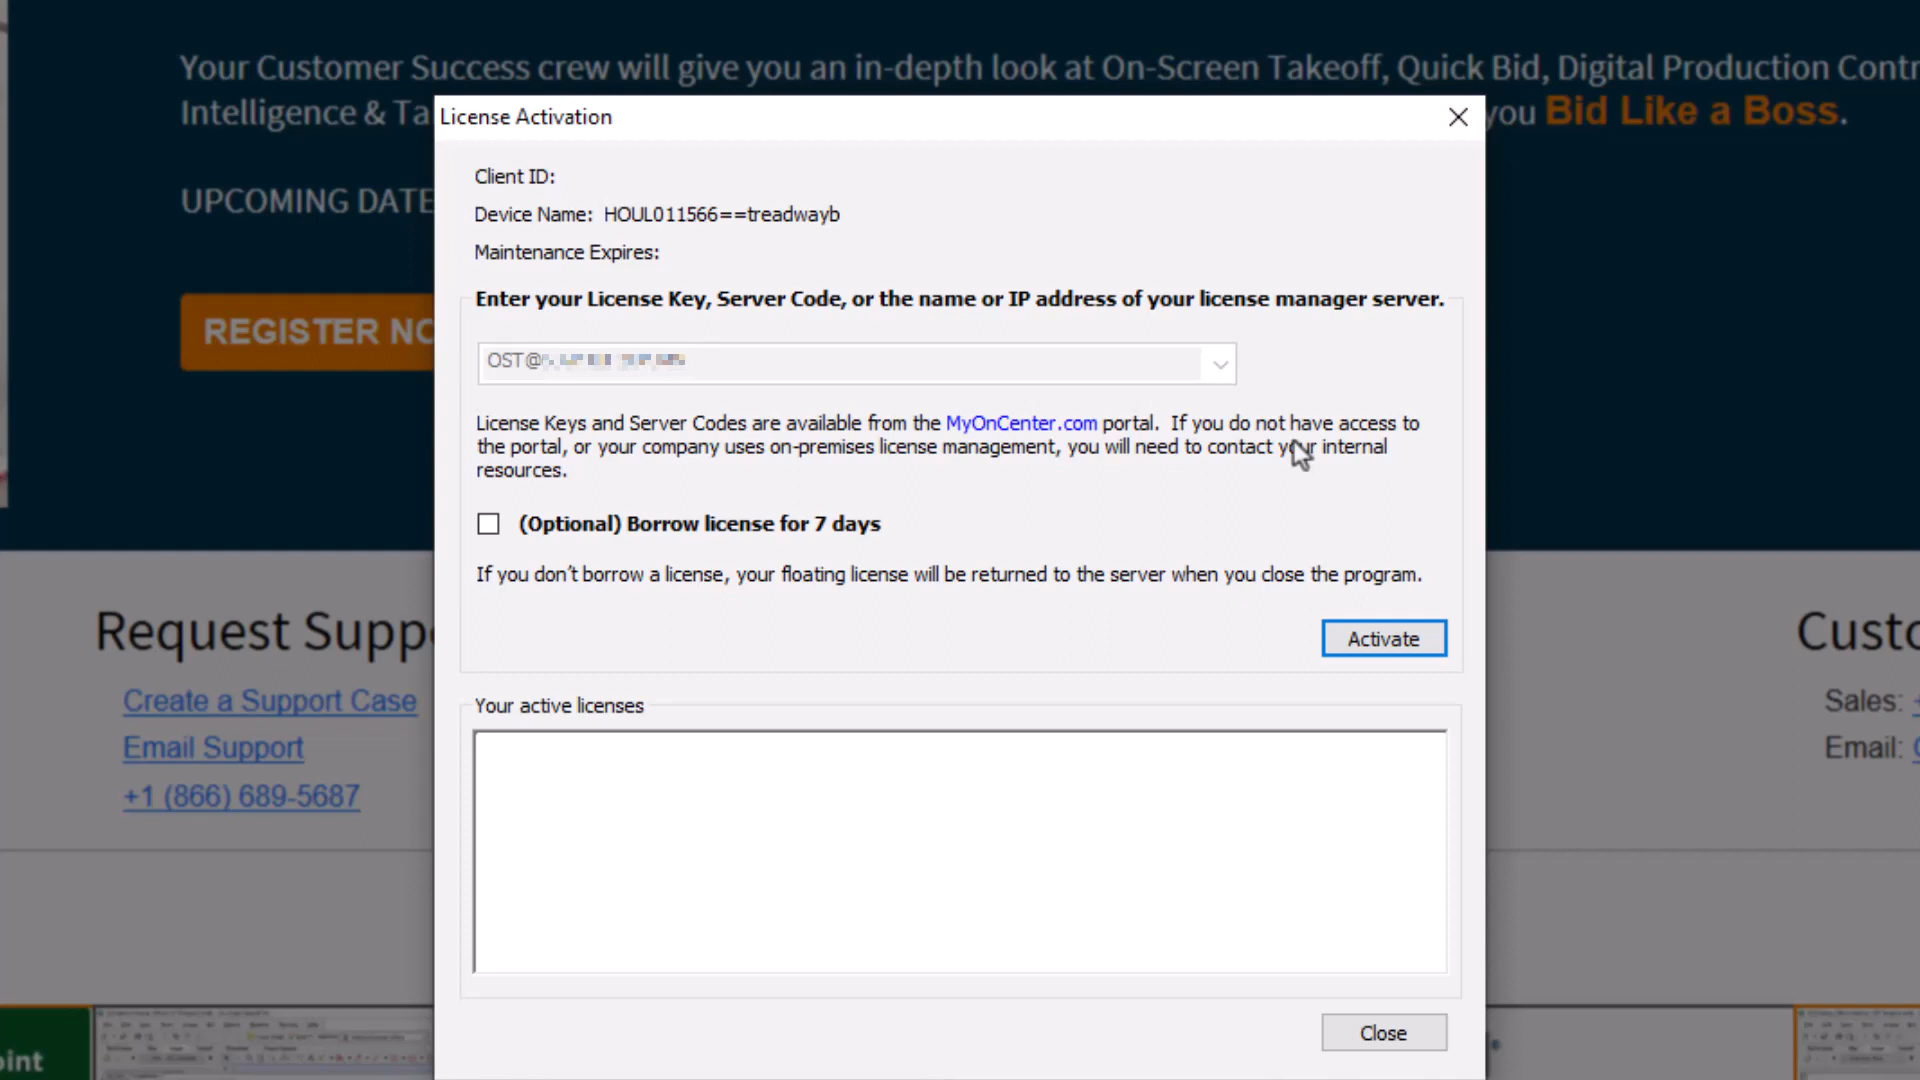 Your Customer Success crew will give you an in-depth look at On-Screen Takeoff, Quick Bid, Digital Production Contr
Intelligence & Ta
you Bid Like a Boss.
License Activation
Client ID:
UPCOMING DATE
Device Name: HOUL011566==treadwayb
Maintenance Expires:
Enter your License Key, Server Code, or the name or IP address of your license manager server.
REGISTER NO
OST@
License Keys and Server Codes are available from the MyOnCenter.com portal. If you do not have access to
the portal, or your company uses on-premises license management, you will need to contact your internal
resources.
(Optional) Borrow license for 7 days
If you don't borrow a license, your floating license will be returned to the server when you close the program.
Activate
Request Supp
Create a Support Case
Email Support
+1 (866) 689-5687
Custo
Sales:
Email:
Your active licenses
Close
oint